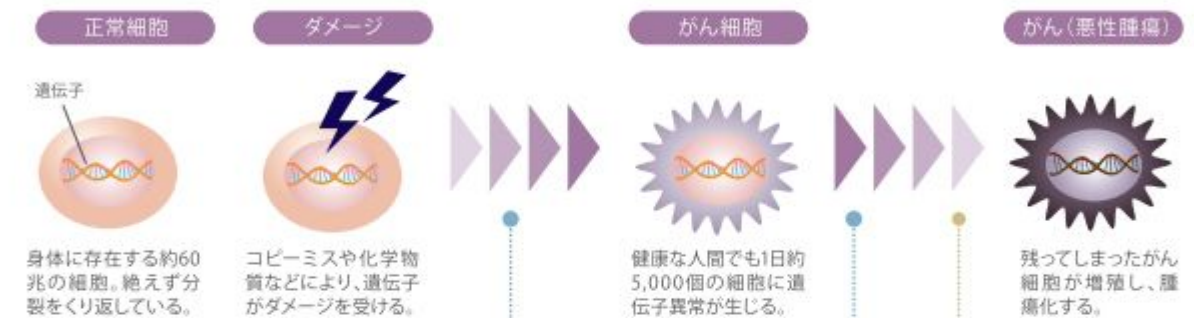 正常細胞
ダメージ
がん細胞
がん(悪性腫瘍)
遺伝子
身体に存在する約60
兆の細胞。絶えず分
裂をくり返している。
コピーミスや化学物
質などにより、遺伝子
がダメージを受ける。
健康な人間でも1日約
5,000個の細胞に遺
伝子異常が生じる。
残ってしまったがん
細胞が増殖し、腫
瘍化する。